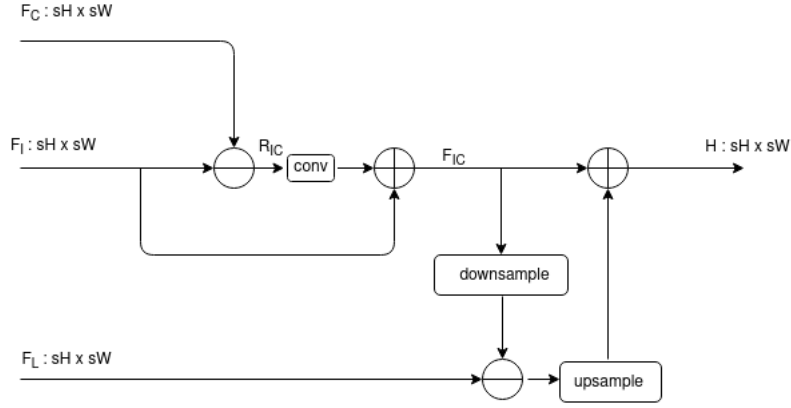 F_C : sH x sW
F_I : sH x sW
R_IC
conv
F_IC
H : sH x sW
downsample
F_L : sH x sW
upsample